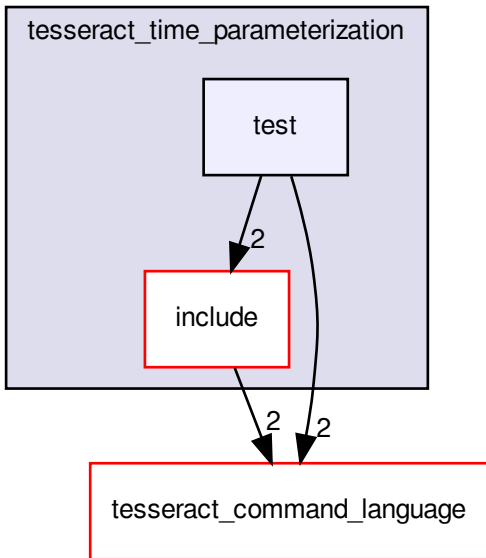 tesseract_time_parameterization
test
2
include
2
2
tesseract_command_language